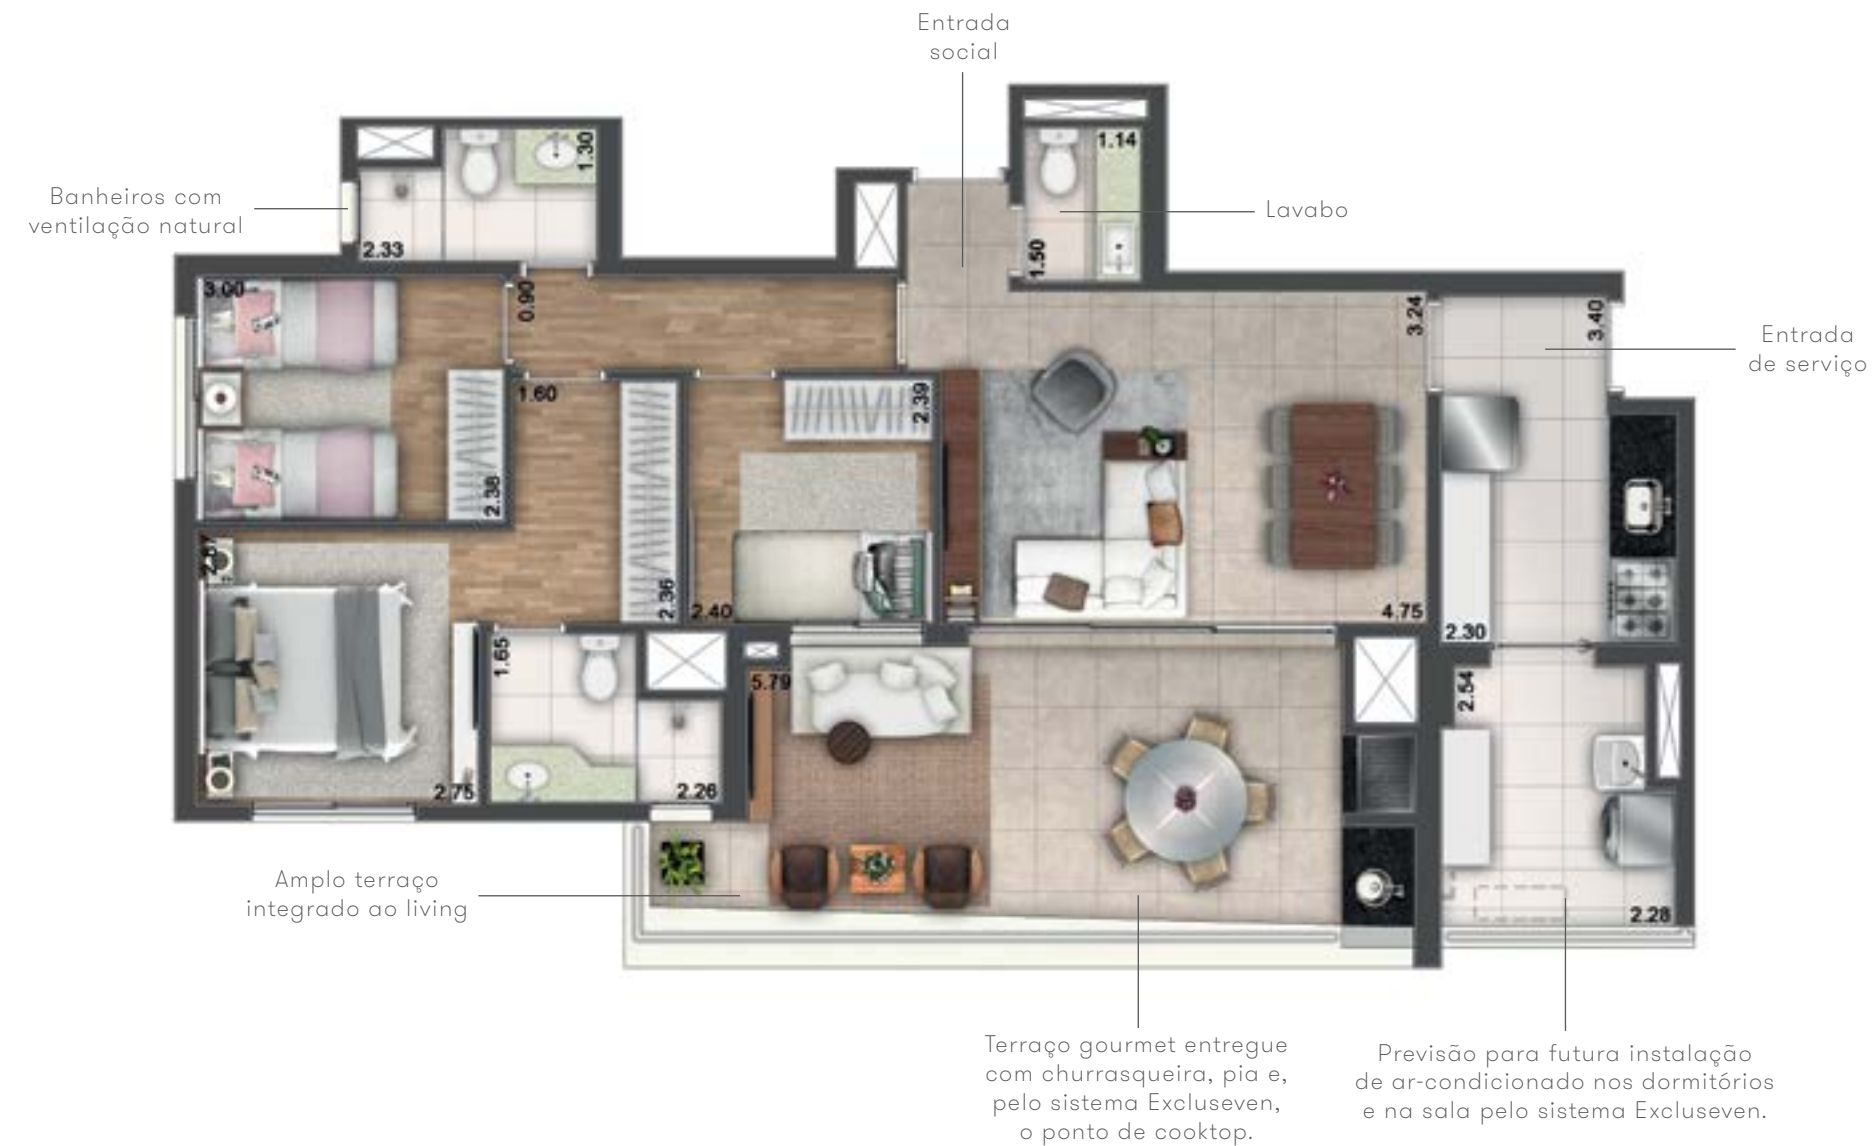 Entrada
social
1.14
1.30
Banheiros com
ventilação natural
Lavabo
2.33
1.50
3.00
0.90
3.24
3.40
Entrada
de serviço
1.60
2.39
2.38
2.36
2.40
4.75
2.30
1.65
5.79
2.54
2.75
2.26
2.28
Amplo terraço
integrado ao living
Terraço gourmet entregue
com churrasqueira, pia e,
pelo sistema Excluseven,
o ponto de cooktop.
Previsão para futura instalação
de ar-condicionado nos dormitórios
e na sala pelo sistema Excluseven.